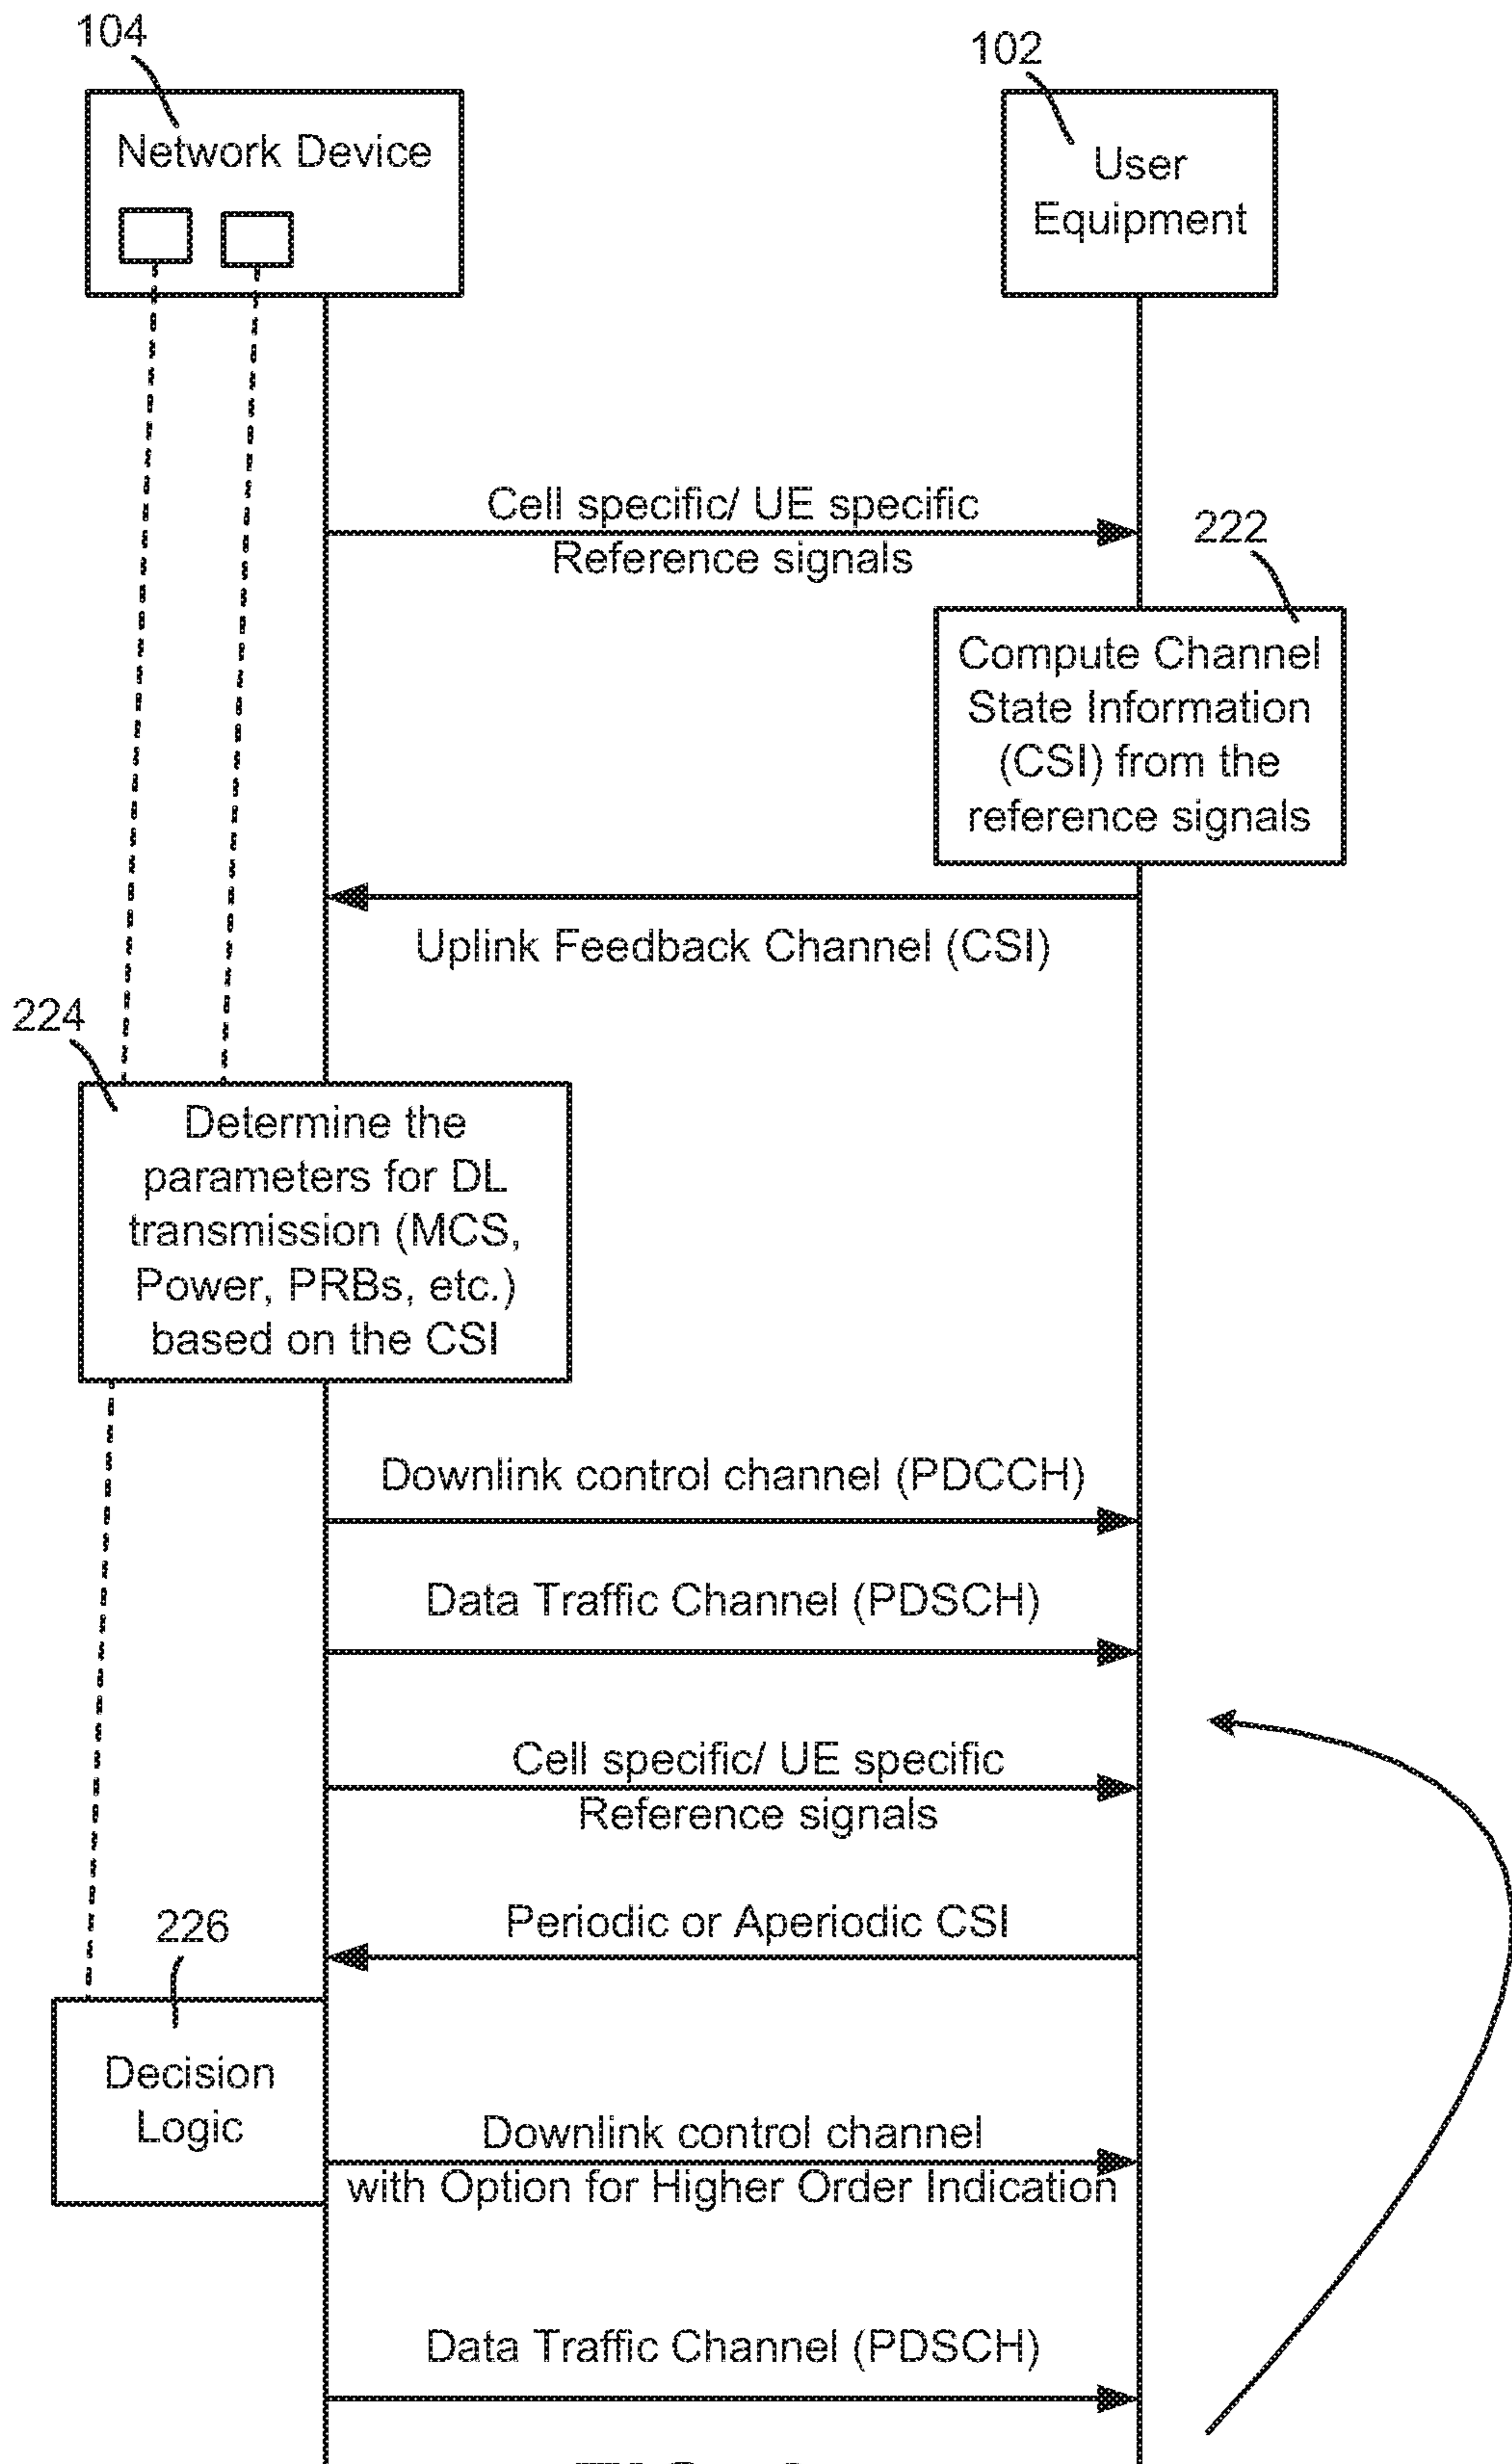 104
102
Network Device
User
Equipment
Cell specific/ UE specific
Reference signals
222
Compute Channel
State Information
(CSI) from the
reference signals
Uplink Feedback Channel (CSI)
224
Determine the
parameters for DL
transmission (MCS,
Power, PRBs, etc.)
based on the CSI
Downlink control channel (PDCCH)
Data Traffic Channel (PDSCH)
Cell specific/ UE specific
Reference signals
Periodic or Aperiodic CSI
226
Decision
Logic
Downlink control channel
with Option for Higher Order Indication
Data Traffic Channel (PDSCH)